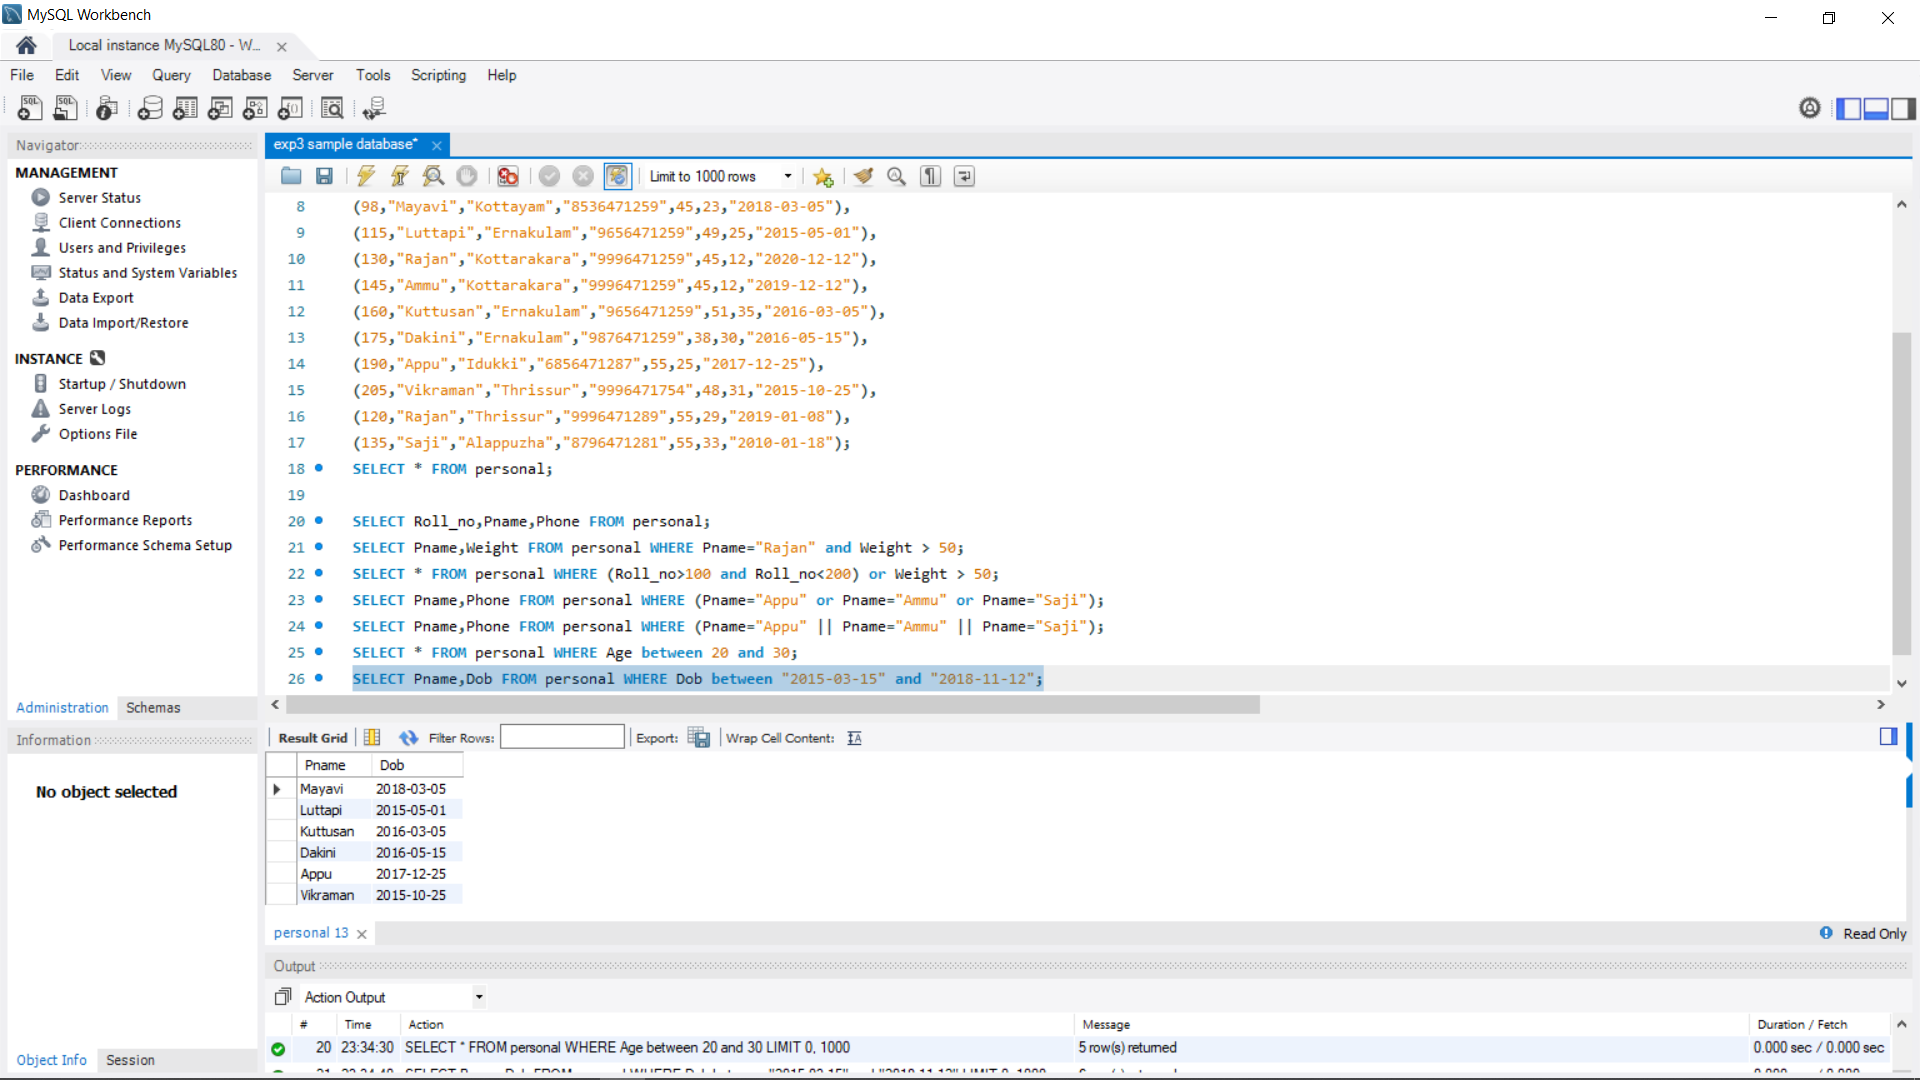 MySQL Workbench
Local instance MySQL80 - W...
File Edit View Query Database Server Tools Scripting Help
Navigator
MANAGEMENT
Server Status
Client Connections
Users and Privileges
Status and System Variables
Data Export
Data Import/Restore
INSTANCE
Startup / Shutdown
Server Logs
Options File
PERFORMANCE
Dashboard
Performance Reports
Performance Schema Setup
Administration Schemas
Information
No object selected
Object Info Session
exp3 sample database*
Limit to 1000 rows
8 (98,"Mayavi","Kottayam","8536471259",45,23,"2018-03-05"),
9 (115,"Luttapi","Ernakulam","9656471259",49,25,"2015-05-01"),
10 (130,"Rajan","Kottarakara","9996471259",45,12,"2020-12-12"),
11 (145,"Ammu","Kottarakara","9996471259",45,12,"2019-12-12"),
12 (160,"Kuttusan","Ernakulam","9656471259",51,35,"2016-03-05"),
13 (175,"Dakini","Ernakulam","9876471259",38,30,"2016-05-15"),
14 (190,"Appu","Idukki","6856471287",55,25,"2017-12-25"),
15 (205,"Vikraman","Thrissur","9996471754",48,31,"2015-10-25"),
16 (120,"Rajan","Thrissur","9996471289",55,29,"2019-01-08"),
17 (135,"Saji","Alappuzha","8796471281",55,33,"2010-01-18");
18 SELECT * FROM personal;
19
20 SELECT Roll_no,Pname,Phone FROM personal;
21 SELECT Pname,Weight FROM personal WHERE Pname="Rajan" and Weight > 50;
22 SELECT * FROM personal WHERE (Roll_no>100 and Roll_no<200) or Weight > 50;
23 SELECT Pname,Phone FROM personal WHERE (Pname="Appu" or Pname="Ammu" or Pname="Saji");
24 SELECT Pname,Phone FROM personal WHERE (Pname="Appu" || Pname="Ammu" || Pname="Saji");
25 SELECT * FROM personal WHERE Age between 20 and 30;
26 SELECT Pname,Dob FROM personal WHERE Dob between "2015-03-15" and "2018-11-12";
Result Grid Filter Rows: Export: Wrap Cell Content:
Pname Dob
Mayavi 2018-03-05
Luttapi 2015-05-01
Kuttusan 2016-03-05
Dakini 2016-05-15
Appu 2017-12-25
Vikraman 2015-10-25
personal 13
Read Only
Output
Action Output
# Time Action Message Duration / Fetch
20 23:34:30 SELECT * FROM personal WHERE Age between 20 and 30 LIMIT 0, 1000 5 row(s) returned 0.000 sec / 0.000 sec